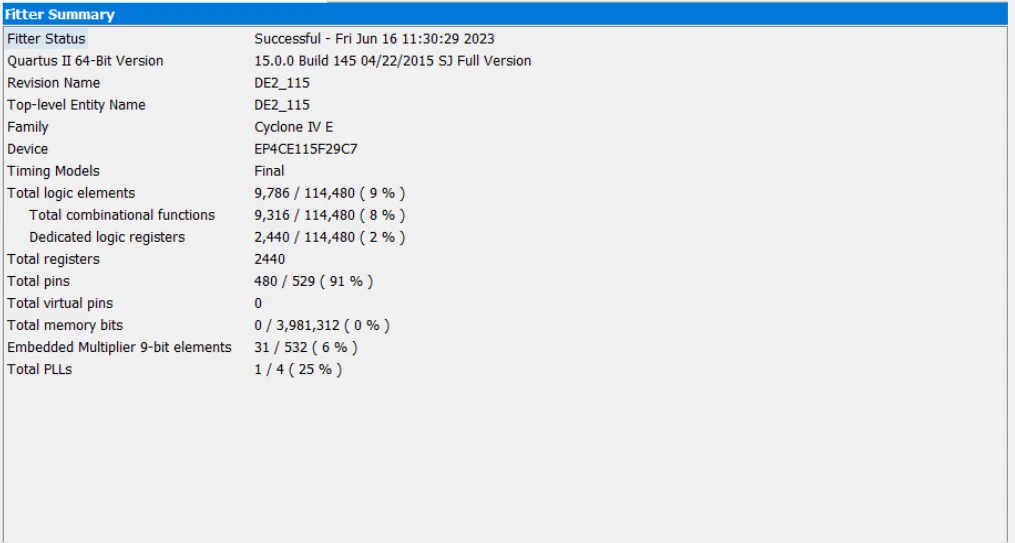 Fitter Summary
Fitter Status Successful - Fri Jun 16 11:30:29 2023
Quartus II 64-Bit Version 15.0.0 Build 145 04/22/2015 SJ Full Version
Revision Name DE2_115
Top-level Entity Name DE2_115
Family Cyclone IV E
Device EP4CE115F29C7
Timing Models Final
Total logic elements 9,786 / 114,480 ( 9 % )
Total combinational functions 9,316 / 114,480 ( 8 % )
Dedicated logic registers 2,440 / 114,480 ( 2 % )
Total registers 2440
Total pins 480 / 529 ( 91 % )
Total virtual pins 0
Total memory bits 0 / 3,981,312 ( 0 % )
Embedded Multiplier 9-bit elements 31 / 532 ( 6 % )
Total PLLs 1 / 4 ( 25 % )